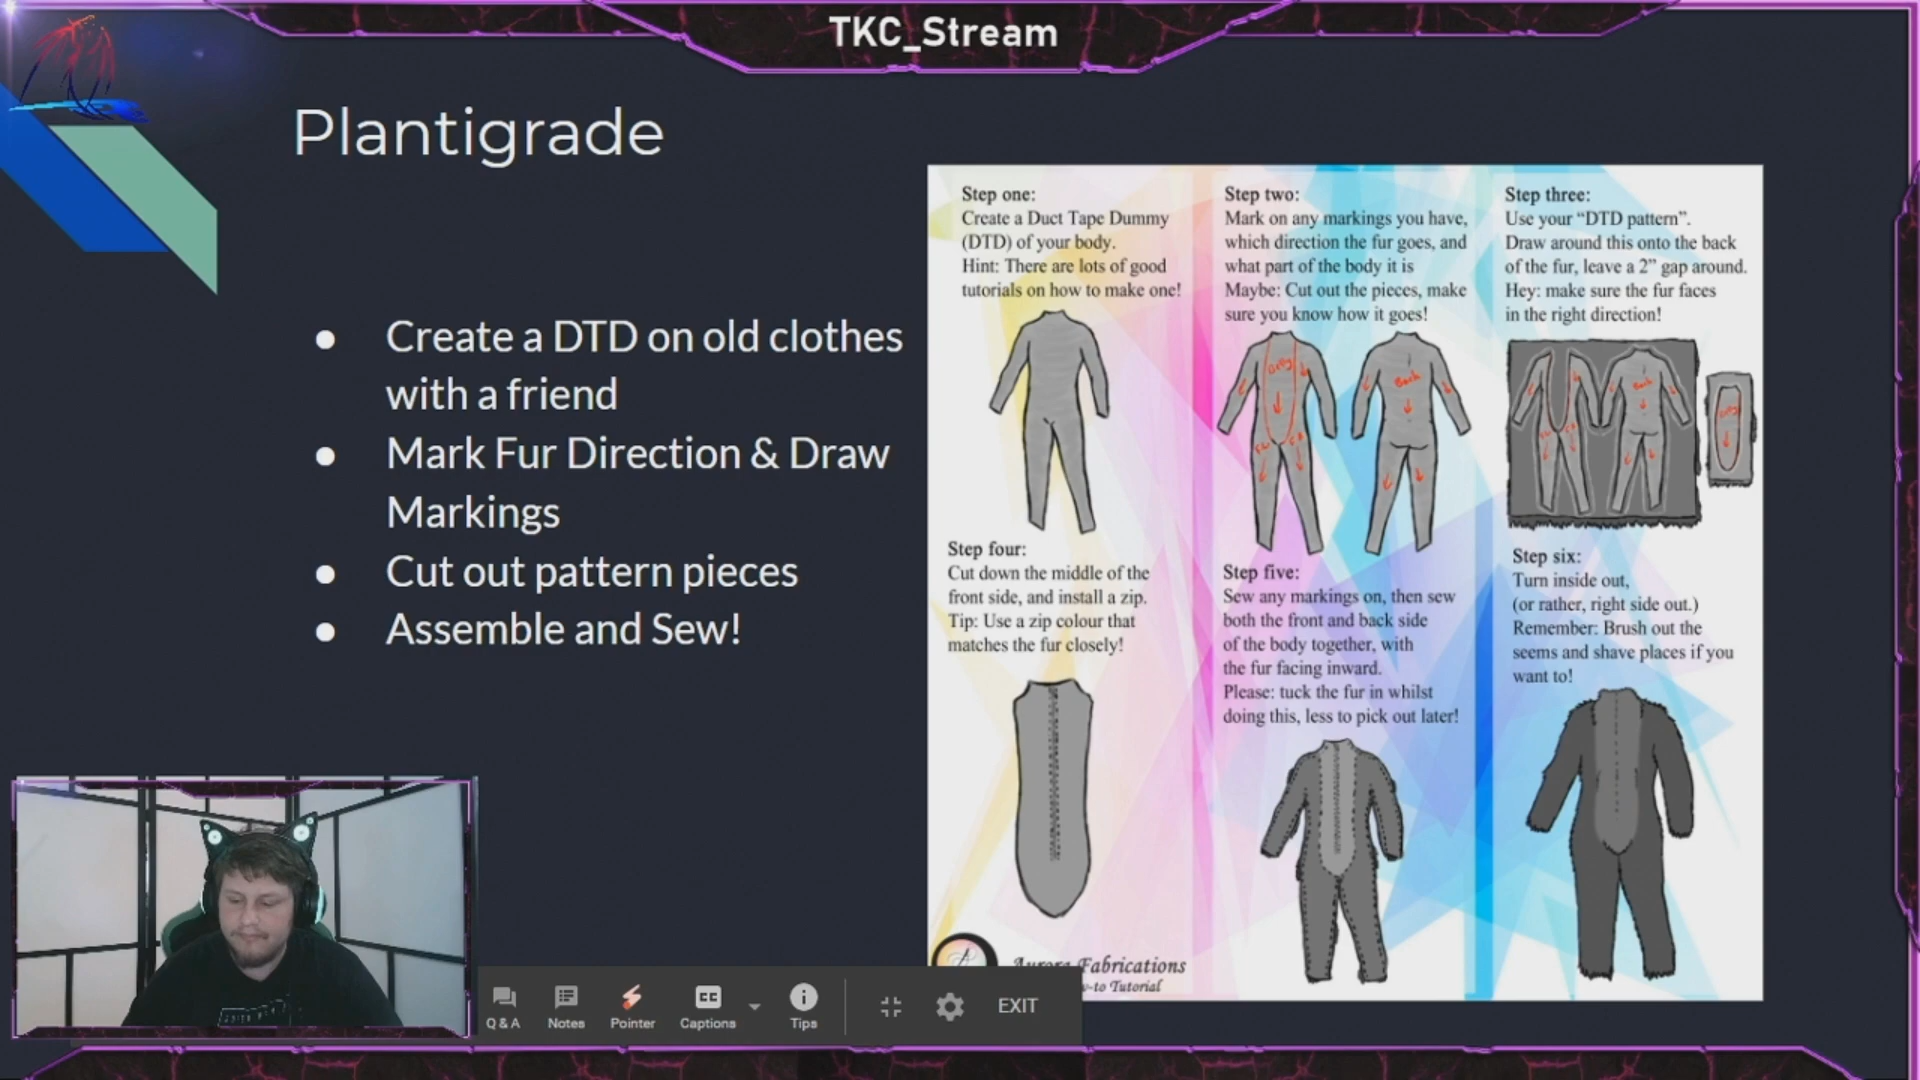 TKC_Stream
Plantigrade
● Create a DTD on old clothes
with a friend
● Mark Fur Direction & Draw
Markings
● Cut out pattern pieces
● Assemble and Sew!
Step one:
Create a Duct Tape Dummy
(DTD) of your body.
Hint: There are lots of good
tutorials on how to make one!
Step two:
Mark on any markings you have,
which direction the fur goes, and
what part of the body it is
Maybe: Cut out the pieces, make
sure you know how it goes!
Belly
Back
Step three:
Use your “DTD pattern”.
Draw around this onto the back
of the fur, leave a 2” gap around.
Hey: make sure the fur faces
in the right direction!
Back
Belly
Step four:
Cut down the middle of the
front side, and install a zip.
Tip: Use a zip colour that
matches the fur closely!
Step five:
Sew any markings on, then sew
both the front and back side
of the body together, with
the fur facing inward.
Please: tuck the fur in whilst
doing this, less to pick out later!
Step six:
Turn inside out,
(or rather, right side out.)
Remember: Brush out the
seems and shave places if you
want to!
Aurora Fabrications
-to Tutorial
Q & A
Notes
Pointer
CC
Captions
Tips
EXIT